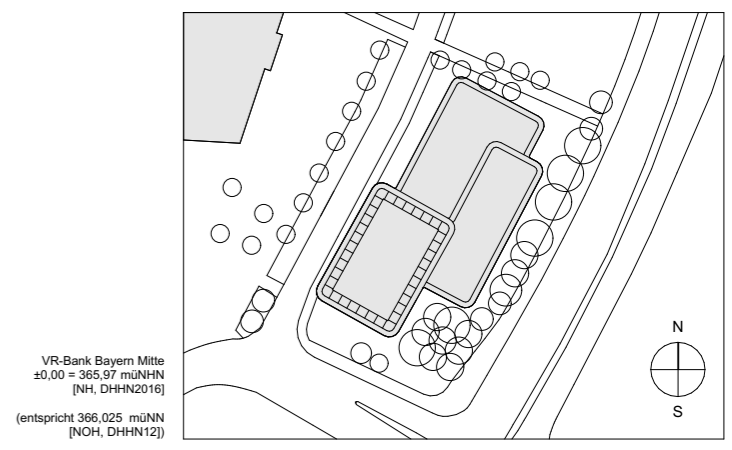 N
S
VR-Bank Bayern Mitte
±0,00 = 365,97 müNHN
[NH, DHHN2016]
(entspricht 366,025 müNN
[NOH, DHHN12])